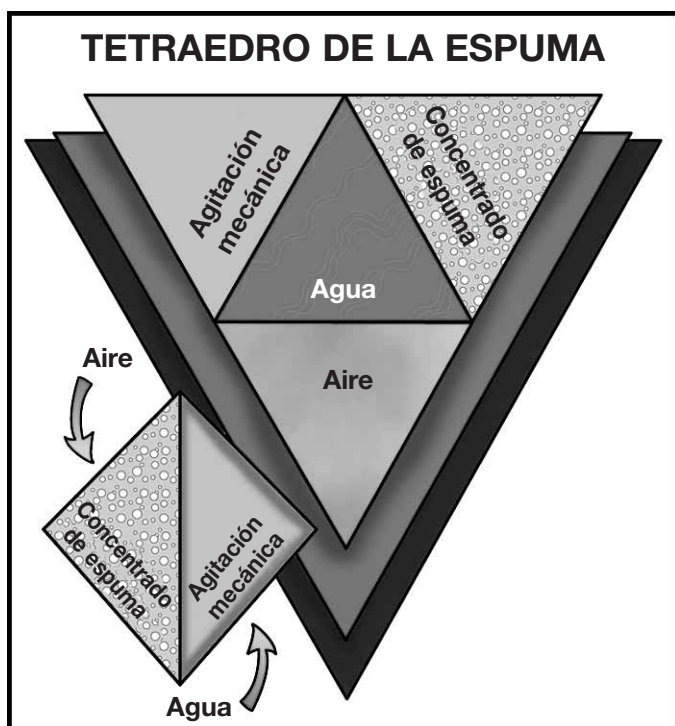 TETRAEDRO DE LA ESPUMA
Agitación
mecánica
Concentrado
de espuma
Agua
Aire
Aire
Concentrado
de espuma
Agitación
mecánica
Agua